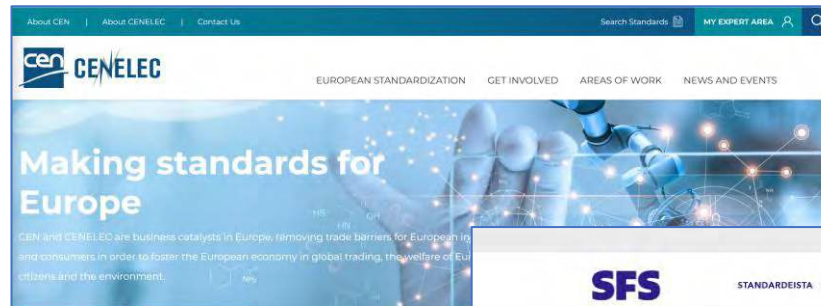 About CEN | About CENELEC | Contact Us
Search Standards
MY EXPERT AREA
cen CENELEC
EUROPEAN STANDARDIZATION GET INVOLVED AREAS OF WORK NEWS AND EVENTS
Making standards for
Europe
CEN and CENELEC are business catalysts in Europe, removing trade barriers for European in
and consumers in order to foster the European economy in global trading, the welfare of Eu
citizens and the environment.
SFS
STANDARDEISTA